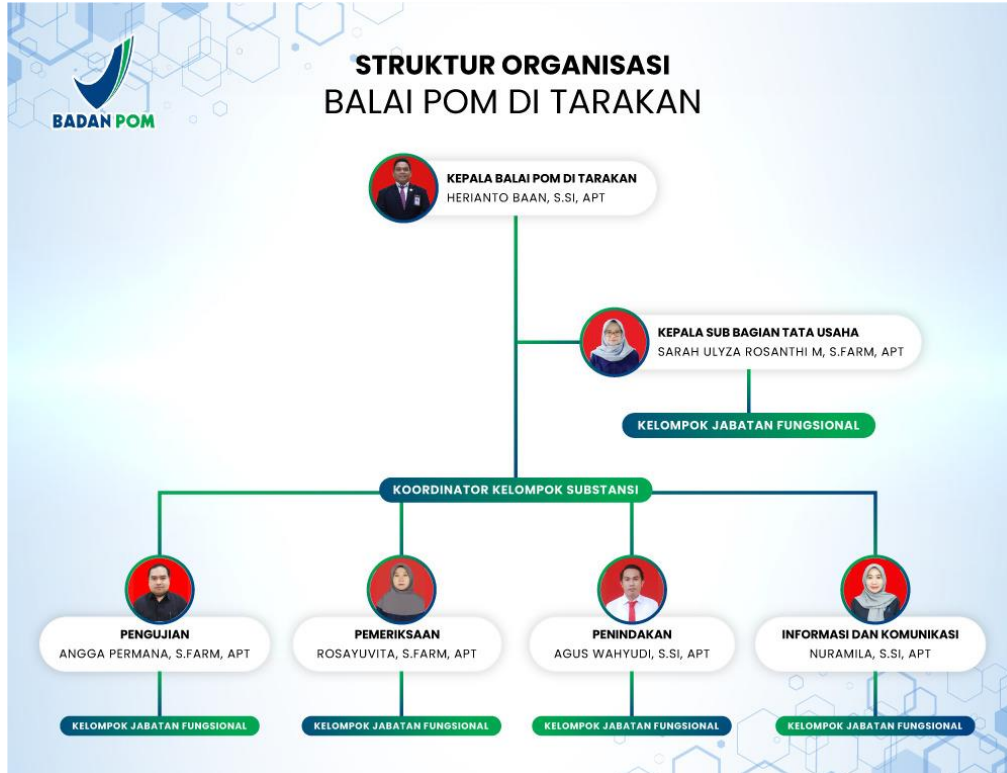 BADAN POM
STRUKTUR ORGANISASI
BALAI POM DI TARAKAN
KEPALA BALAI POM DI TARAKAN
HERIANTO BAAN, S.SI, APT
KEPALA SUB BAGIAN TATA USAHA
SARAH ULYZA ROSANTHI M, S.FARM, APT
KELOMPOK JABATAN FUNGSIONAL
KOORDINATOR KELOMPOK SUBSTANSI
PENGUJIAN
ANGGA PERMANA, S.FARM, APT
KELOMPOK JABATAN FUNGSIONAL
PEMERIKSAAN
ROSAYUVITA, S.FARM, APT
KELOMPOK JABATAN FUNGSIONAL
PENINDAKAN
AGUS WAHYUDI, S.SI, APT
KELOMPOK JABATAN FUNGSIONAL
INFORMASI DAN KOMUNIKASI
NURAMILA, S.SI, APT
KELOMPOK JABATAN FUNGSIONAL